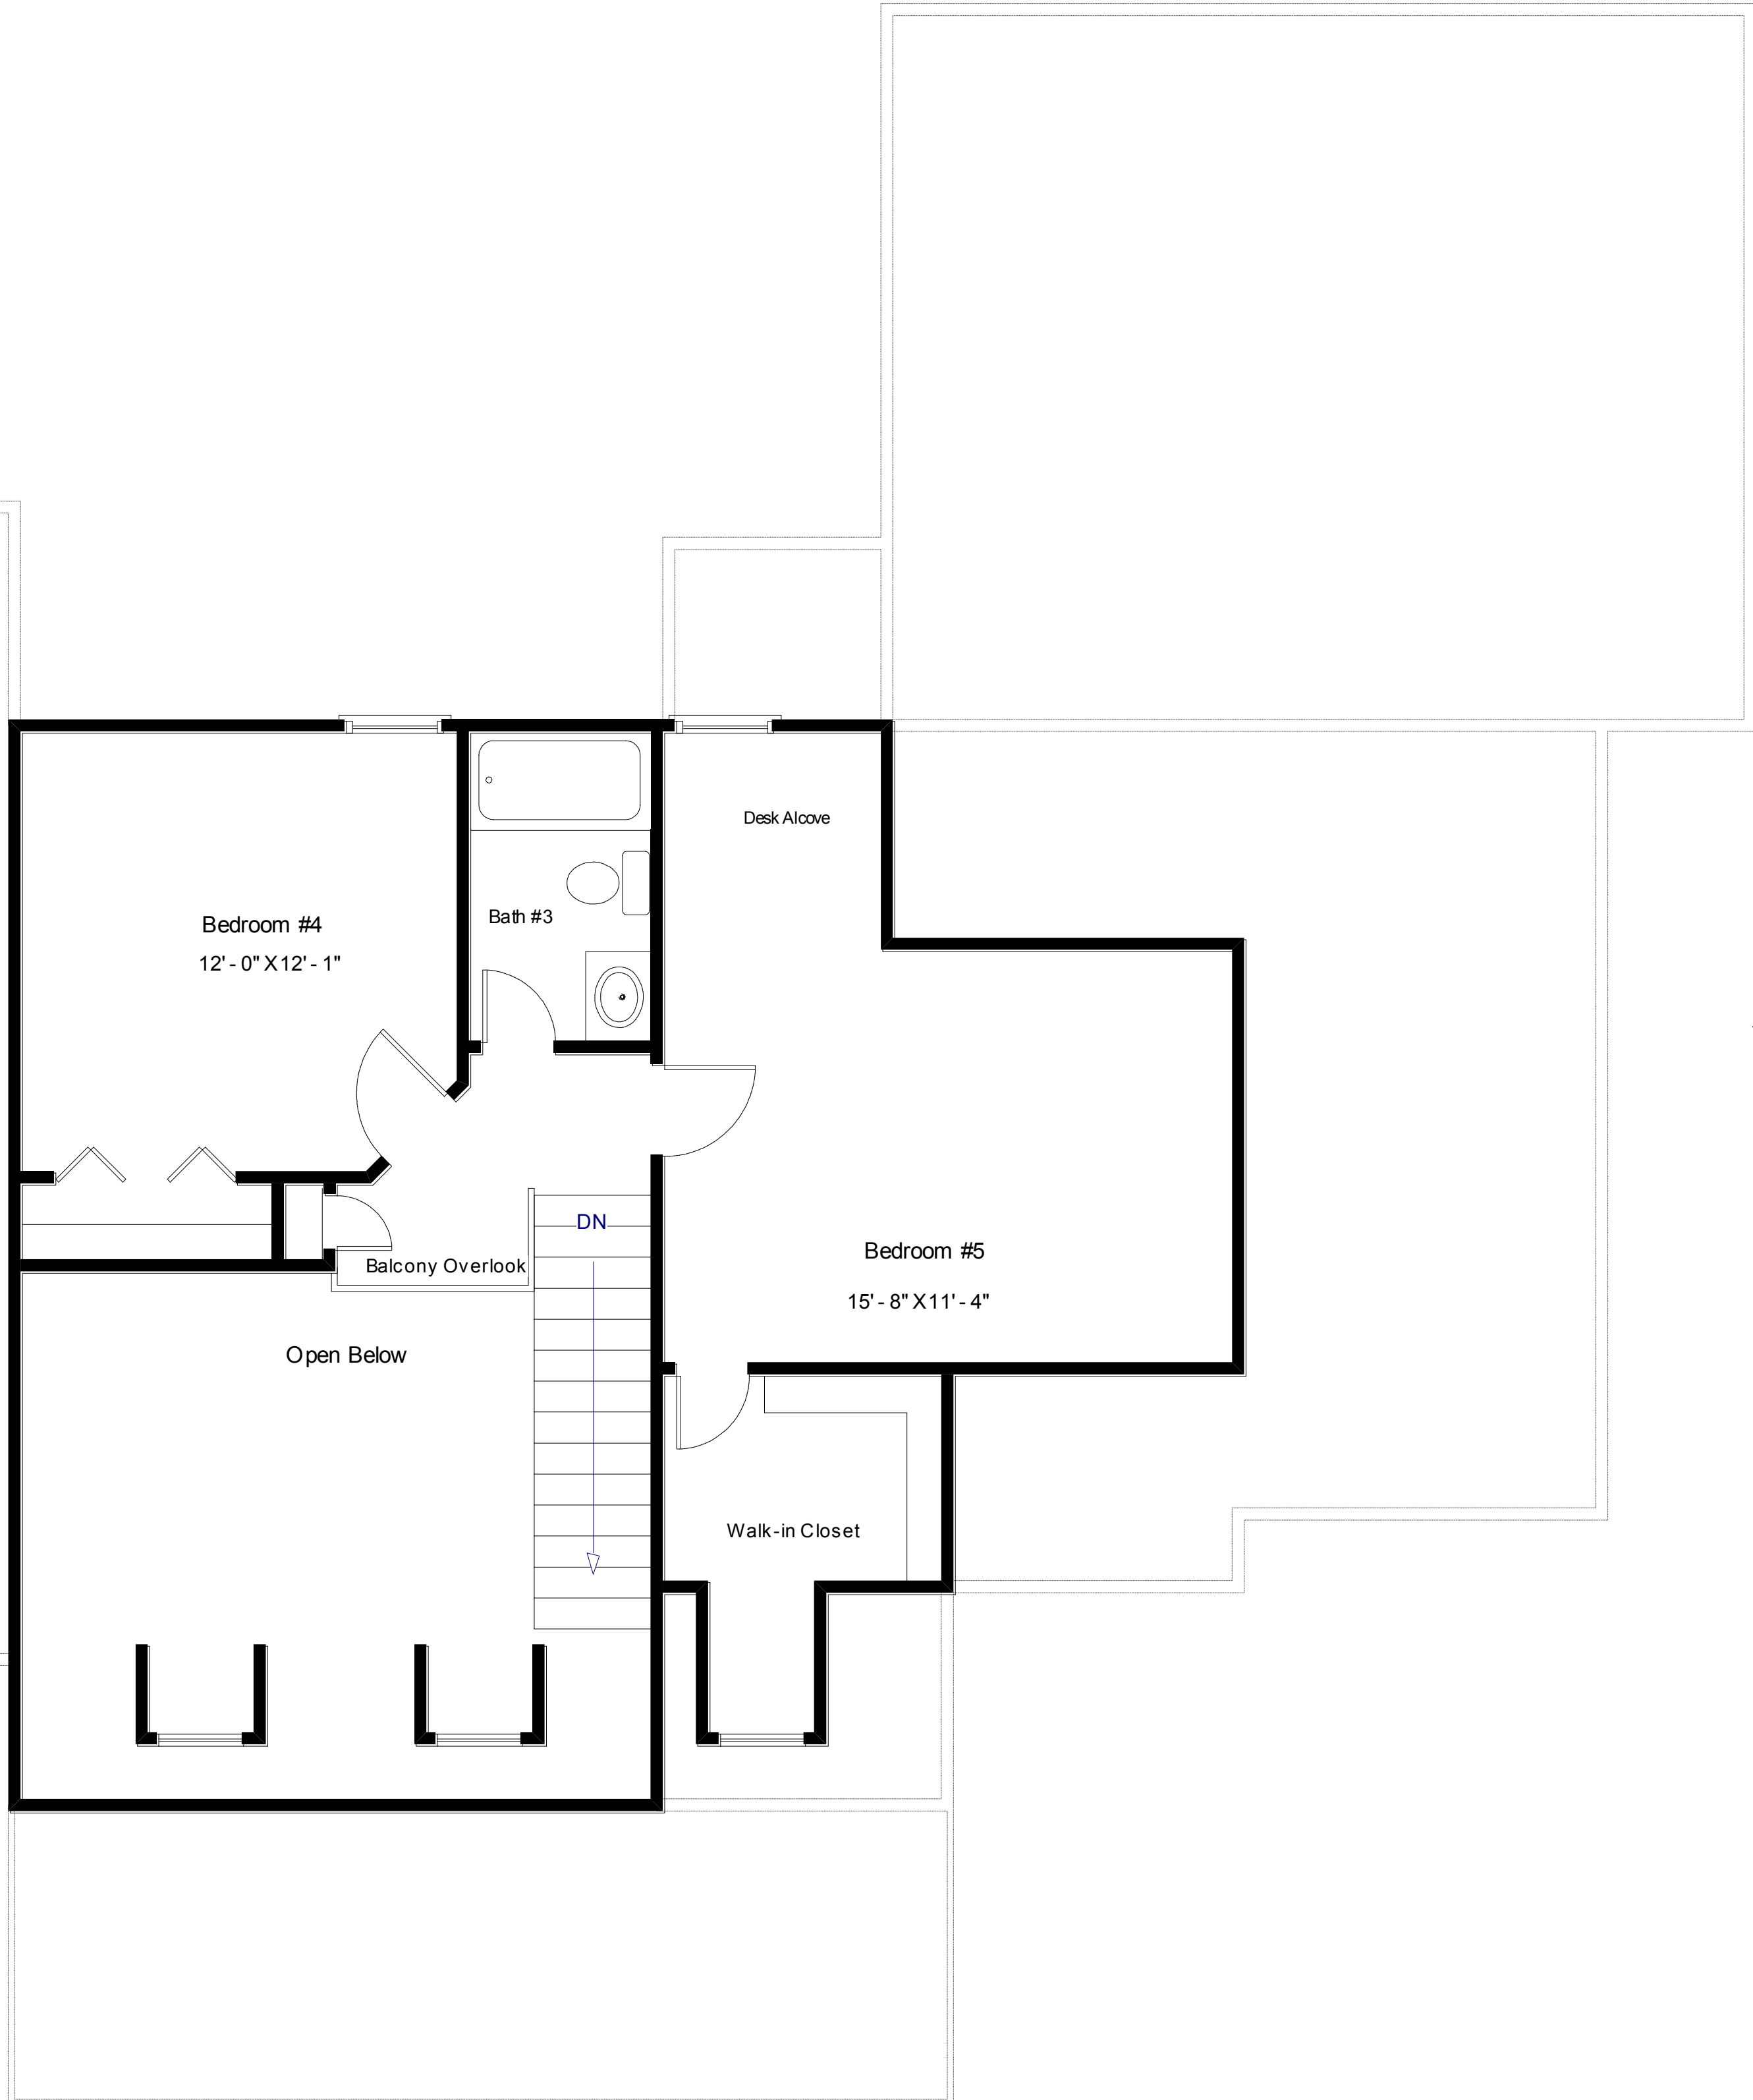 Desk Alcove
Bath #3
Bedroom #4
12' - 0" X 12' - 1"
DN
Balcony Overlook
Bedroom #5
15' - 8" X 11' - 4"
Open Below
Walk-in Closet